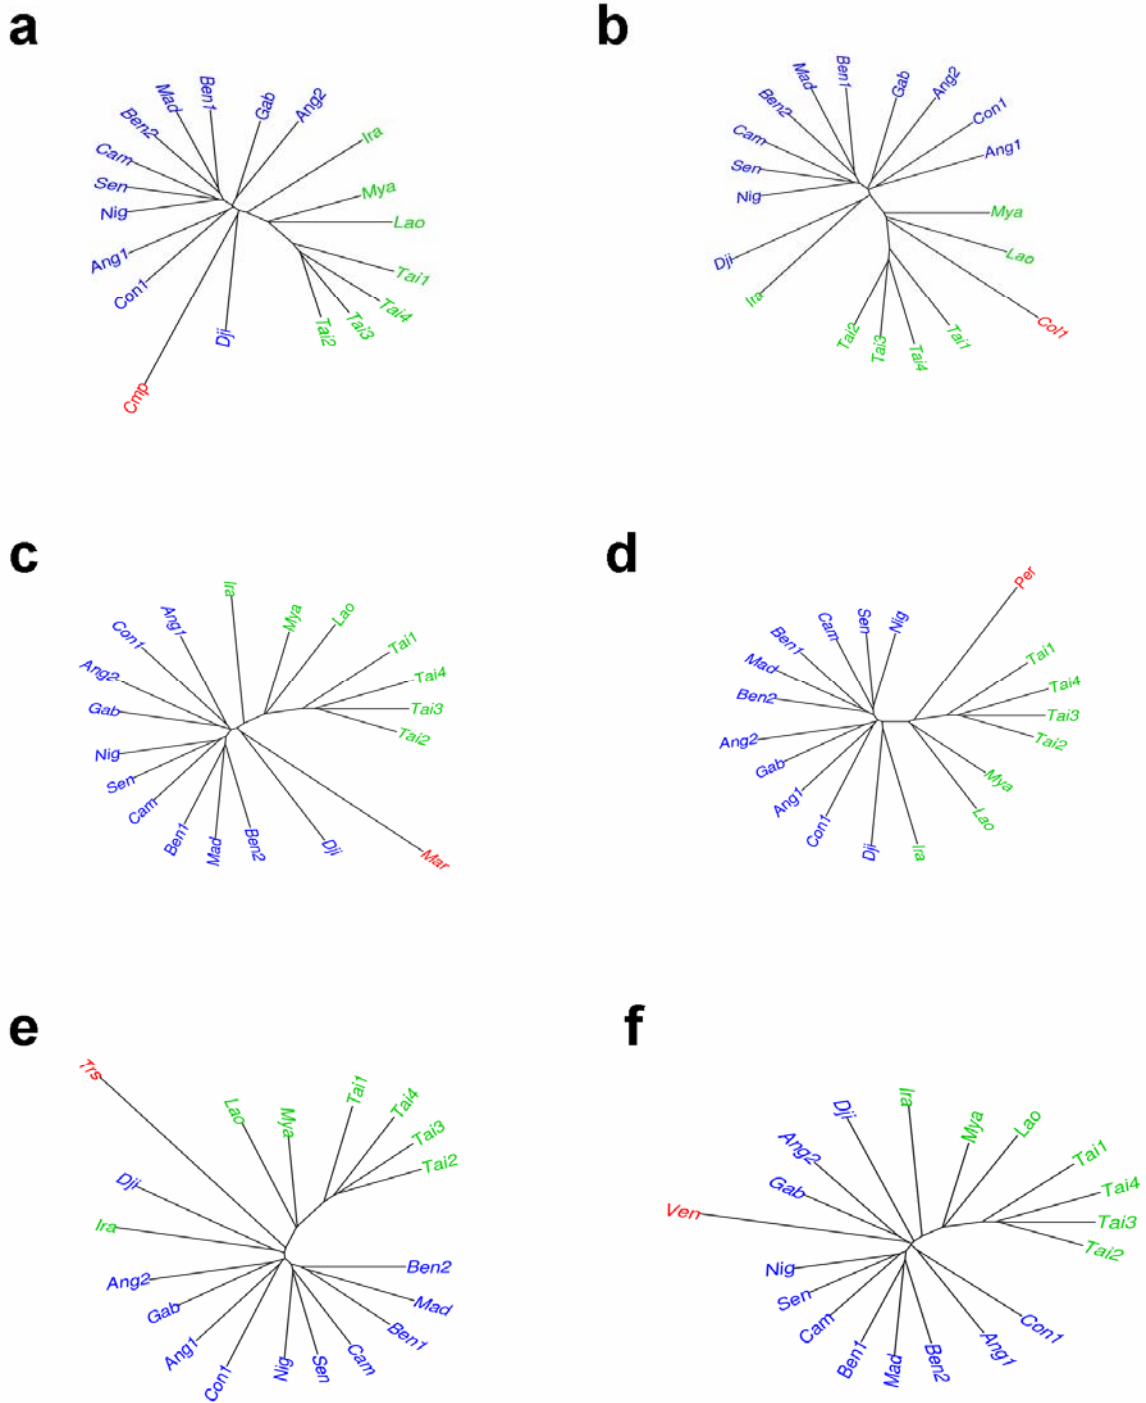 a
Ben1
Mad
Gab
Ang2
Ben2
Ira
Cam
Sen
Mya
Nig
Lao
Ang1
Tai1
Con1
Tai4
Tai3
Tai2
Dji
Cmp
b
Ben1
Mad
Gab
Ang2
Ben2
Con1
Cam
Ang1
Sen
Nig
Mya
Lao
Dji
Ira
Col1
Tai2
Tai3
Tai4
Tai1
c
Ira
Ang1
Mya
Lao
Con1
Tai1
Ang2
Tai4
Gab
Tai3
Tai2
Nig
Sen
Cam
Ben1
Mad
Ben2
Dji
Mar
d
Per
Cam
Sen
Nig
Ben1
Tai1
Mad
Tai4
Ben2
Tai3
Ang2
Tai2
Gab
Mya
Ang1
Lao
Con1
Dji
Ira
e
Trs
Lao
Mya
Tai1
Tai4
Tai3
Tai2
Dji
Ira
Ang2
Ben2
Gab
Mad
Ang1
Ben1
Con1
Nig
Sen
Cam
f
Ira
Dji
Mya
Lao
Ang2
Tai1
Gab
Tai4
Ven
Tai3
Tai2
Nig
Sen
Cam
Con1
Ben1
Mad
Ben2
Ang1